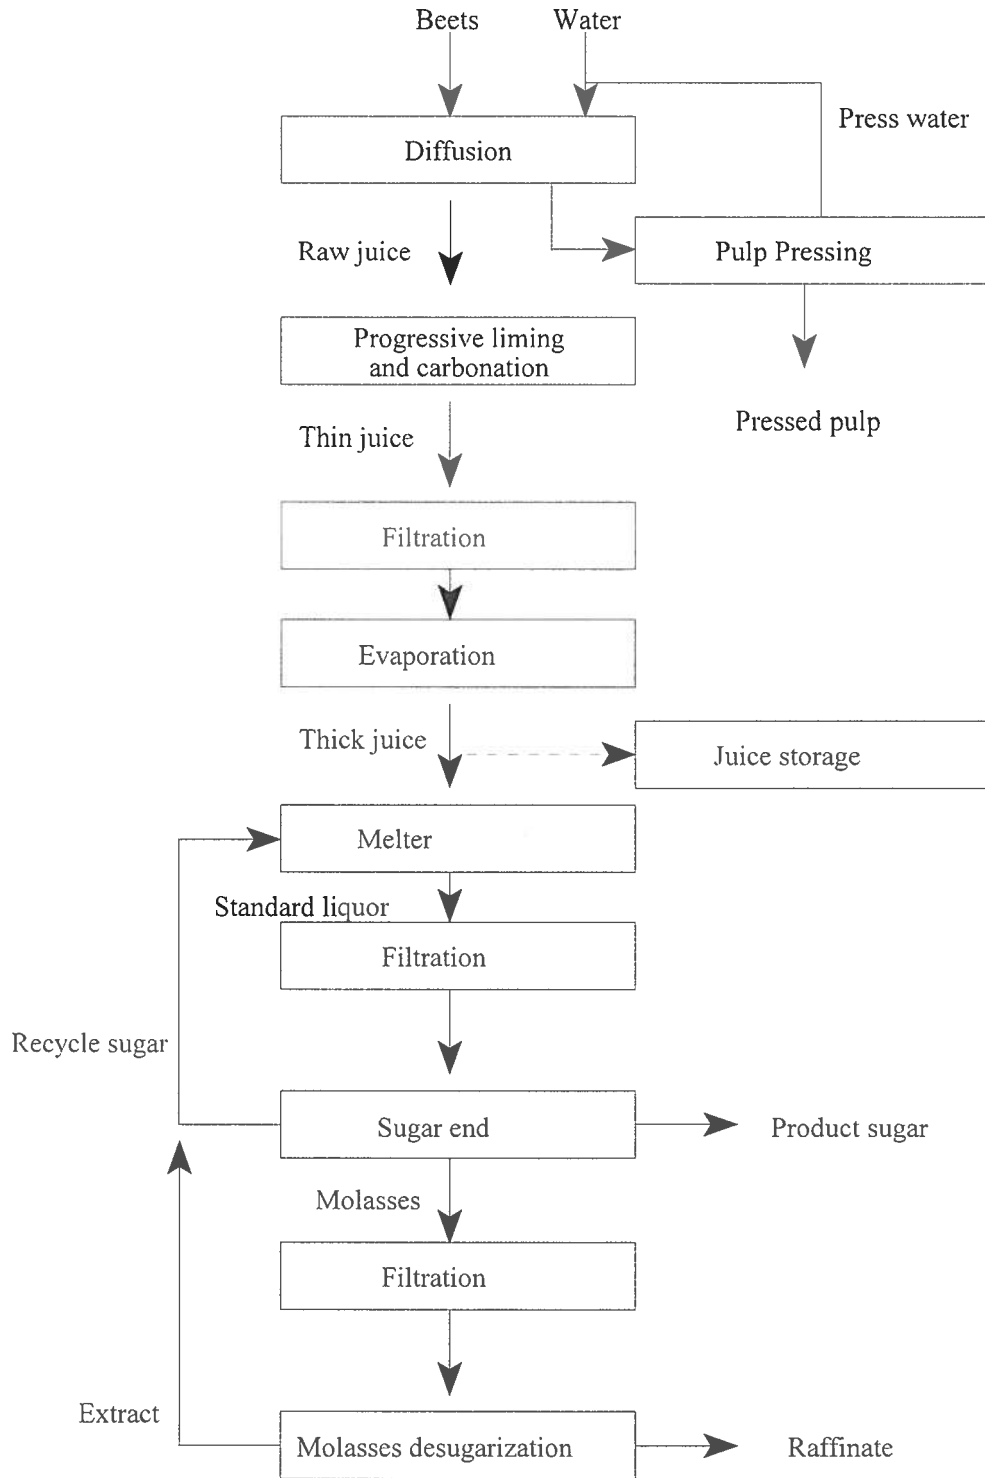 Beets
Water
Press water
Diffusion
Raw juice
Pulp Pressing
Progressive liming
and carbonation
Thin juice
Pressed pulp
Filtration
Evaporation
Thick juice
Juice storage
Melter
Standard liquor
Filtration
Recycle sugar
Sugar end
Product sugar
Molasses
Filtration
Extract
Molasses desugarization
Raffinate